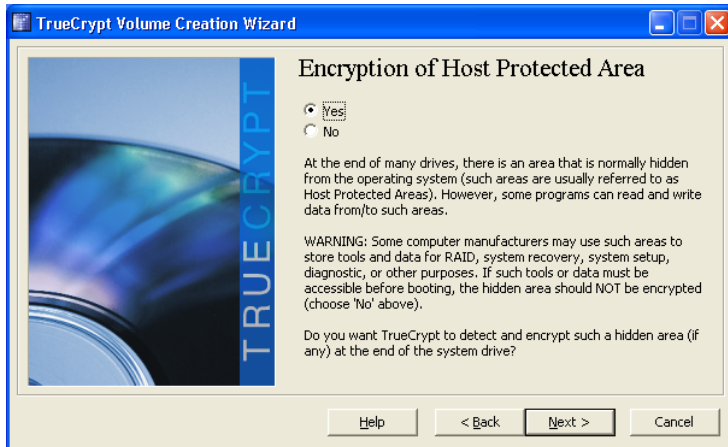 TrueCrypt Volume Creation Wizard
Encryption of Host Protected Area
Yes
No
At the end of many drives, there is an area that is normally hidden
from the operating system (such areas are usually referred to as
Host Protected Areas). However, some programs can read and write
data from/to such areas.
WARNING: Some computer manufacturers may use such areas to
store tools and data for RAID, system recovery, system setup,
diagnostic, or other purposes. If such tools or data must be
accessible before booting, the hidden area should NOT be encrypted
(choose 'No' above).
Do you want TrueCrypt to detect and encrypt such a hidden area (if
any) at the end of the system drive?
TRUECRYPT
Help
< Back
Next >
Cancel